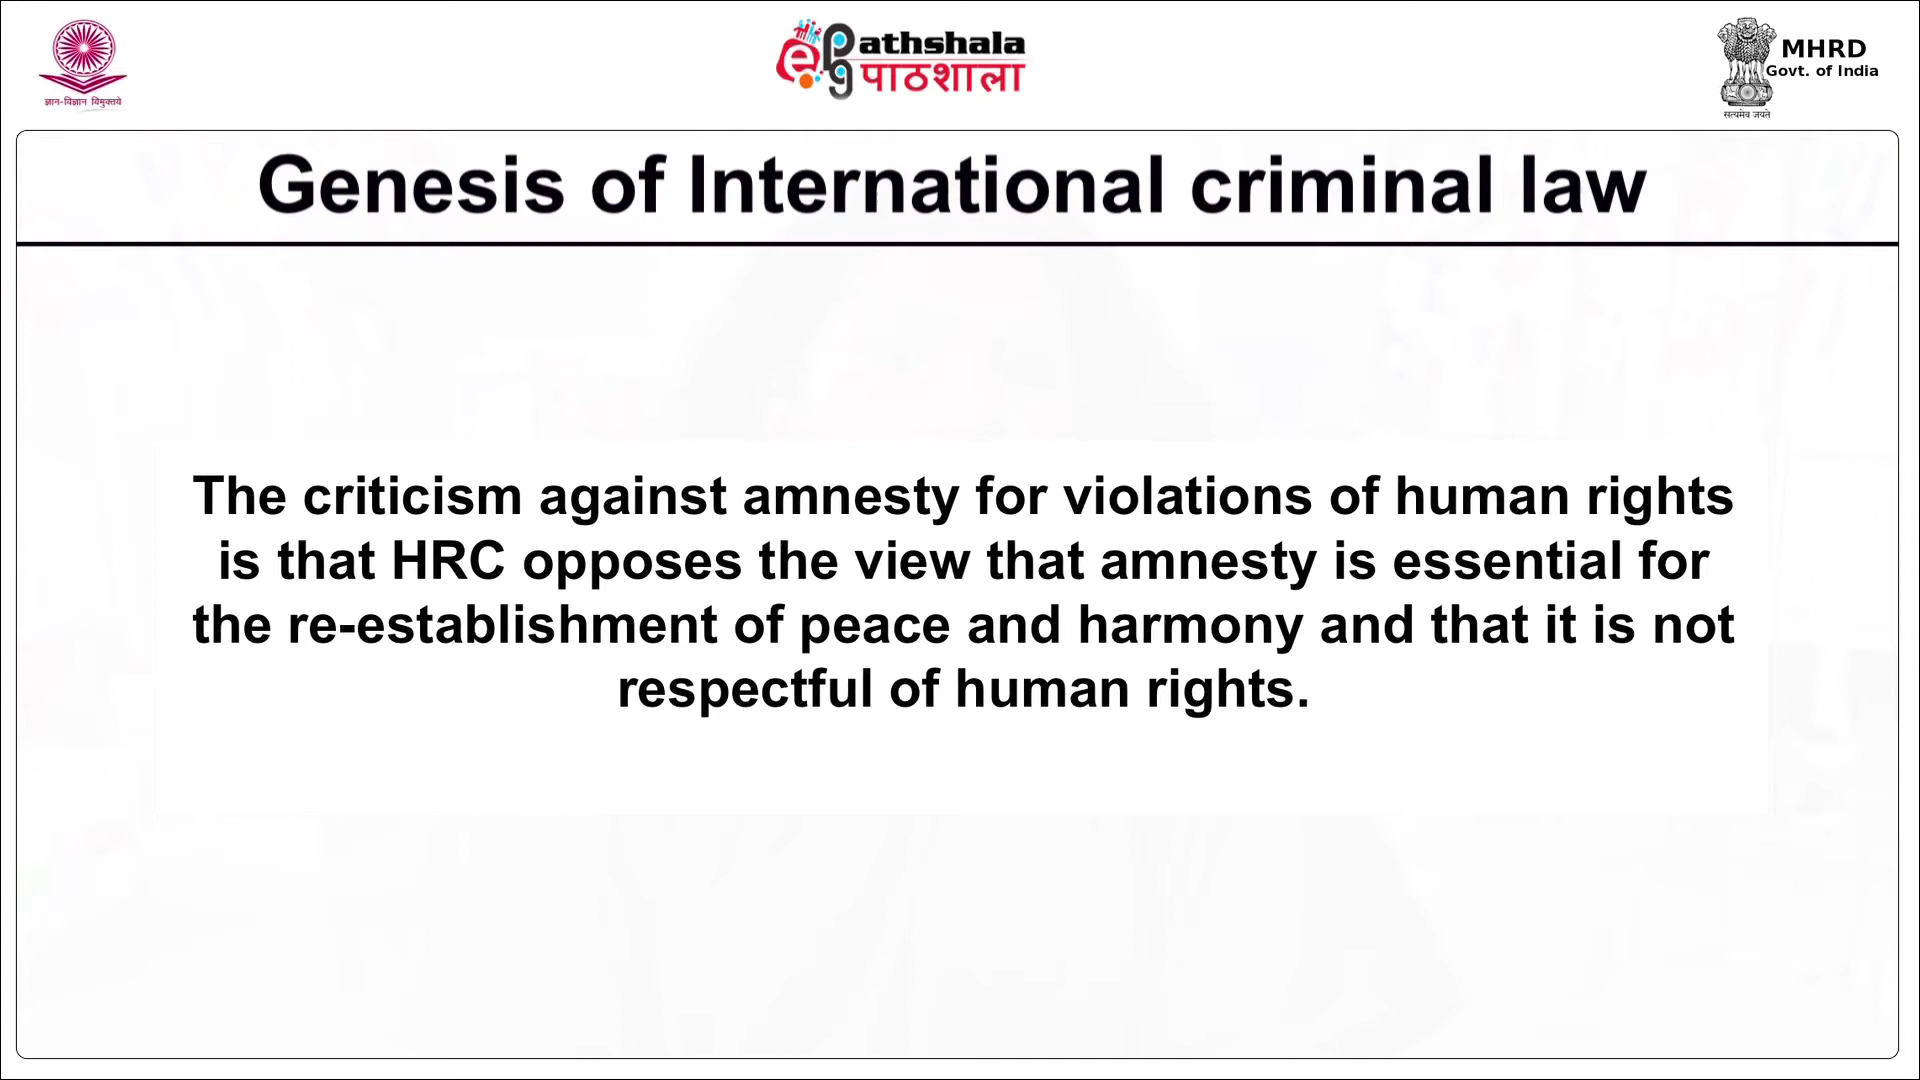 ज्ञान-विज्ञान विमुक्तये
ePGathshala
पाठशाला
MHRD
Govt. of India
सत्यमेव जयते
Genesis of International criminal law
The criticism against amnesty for violations of human rights
is that HRC opposes the view that amnesty is essential for
the re-establishment of peace and harmony and that it is not
respectful of human rights.